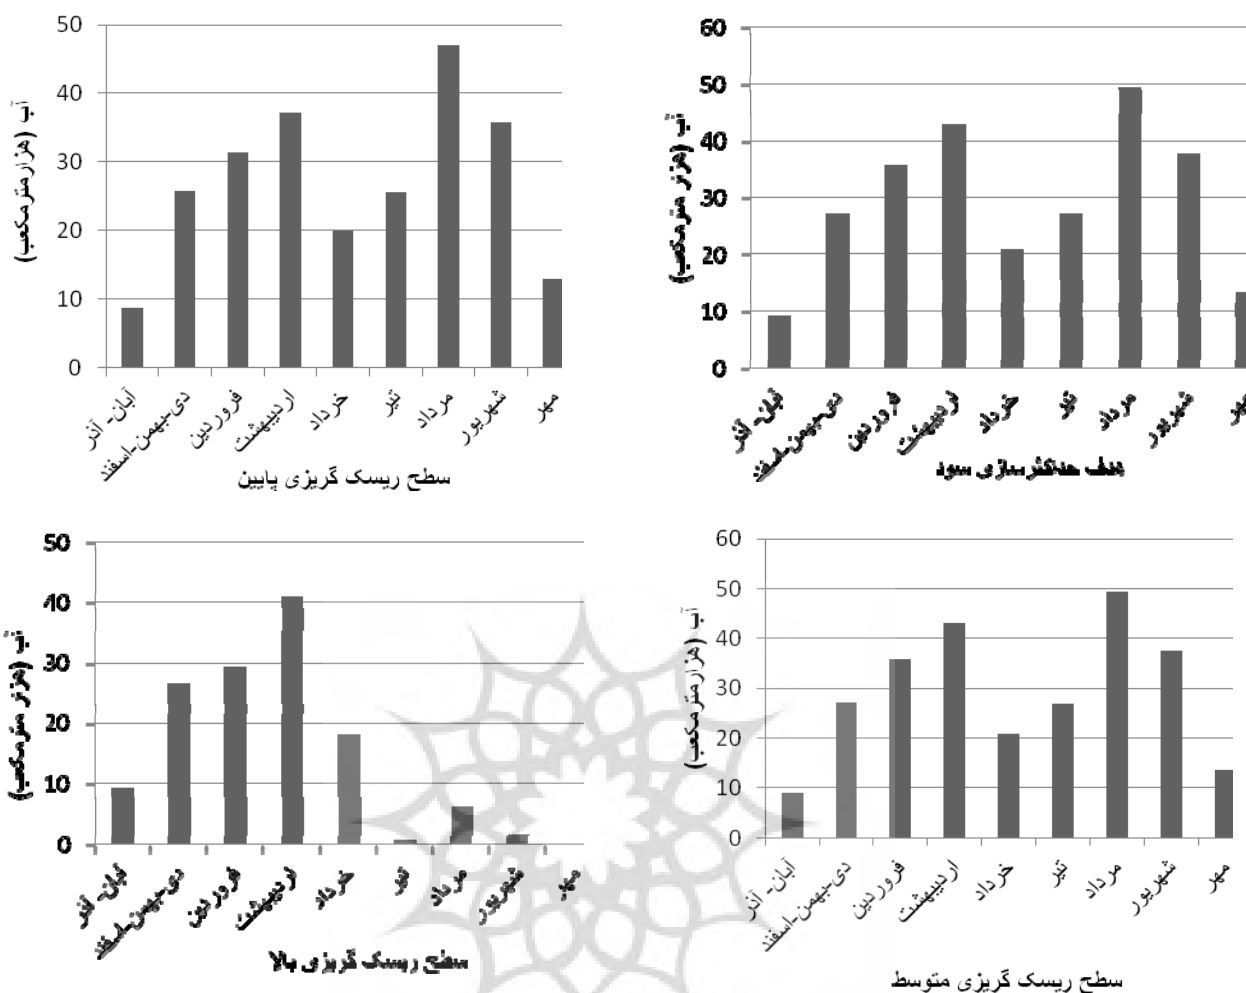 50
40
30
20
10
0
آب (هزارمترمکعب)
آبان- آذر
دی-بهمن-اسفند
فروردین
اردیبهشت
خرداد
تیر
مرداد
شهریور
مهر
سطح ریسک گریزی پایین
60
50
40
30
20
10
0
آب (هزار مترمکعب)
آبان- آذر
دی-بهمن-اسفند
فروردین
اردیبهشت
خرداد
تیر
مرداد
شهریور
مهر
هدف حداکثرسازی سود
50
40
30
20
10
0
آب (هزار مترمکعب)
آبان- آذر
دی-بهمن-اسفند
فروردین
اردیبهشت
خرداد
تیر
مرداد
شهریور
مهر
سطح ریسک گریزی بالا
60
50
40
30
20
10
0
آب (هزارمترمکعب)
آبان- آذر
دی-بهمن-اسفند
فروردین
اردیبهشت
خرداد
تیر
مرداد
شهریور
مهر
سطح ریسک گریزی متوسط